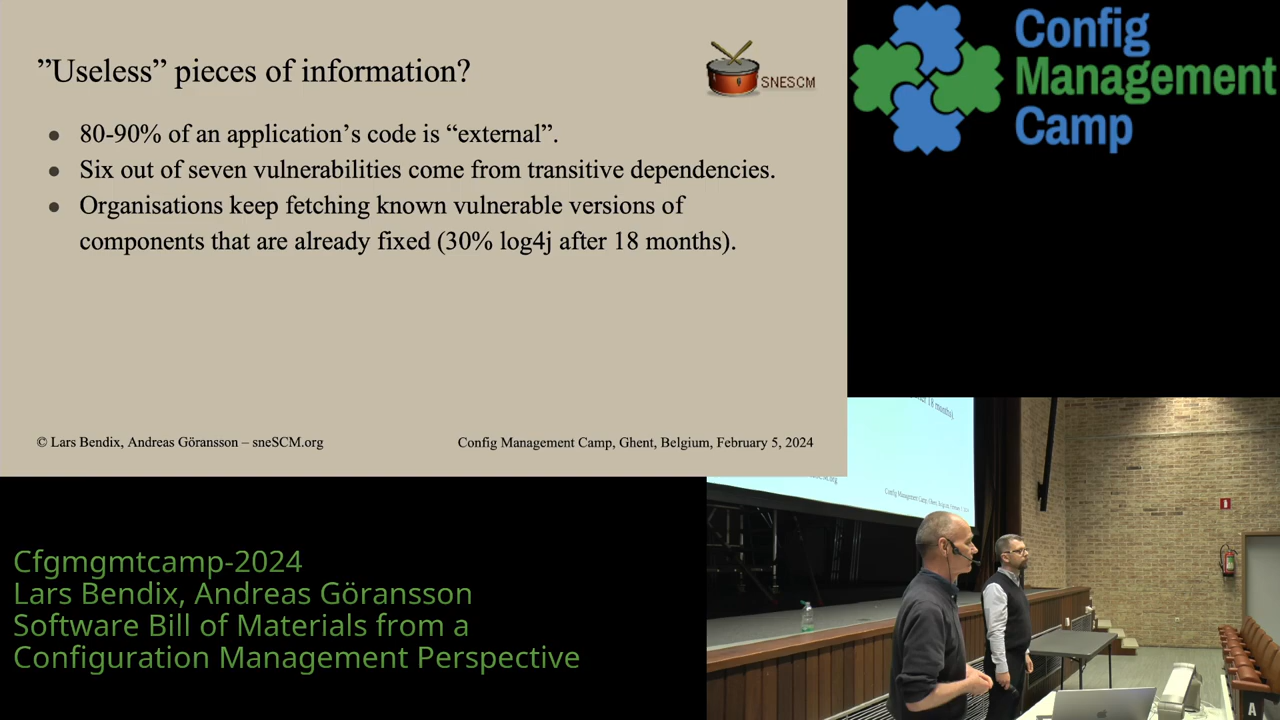 ”Useless” pieces of information?
SNESCM
80-90% of an application’s code is “external”.
Six out of seven vulnerabilities come from transitive dependencies.
Organisations keep fetching known vulnerable versions of
components that are already fixed (30% log4j after 18 months).
© Lars Bendix, Andreas Göransson – sneSCM.org
Config Management Camp, Ghent, Belgium, February 5, 2024
Config
Management
Camp
Cfgmgmtcamp-2024
Lars Bendix, Andreas Göransson
Software Bill of Materials from a
Configuration Management Perspective
A